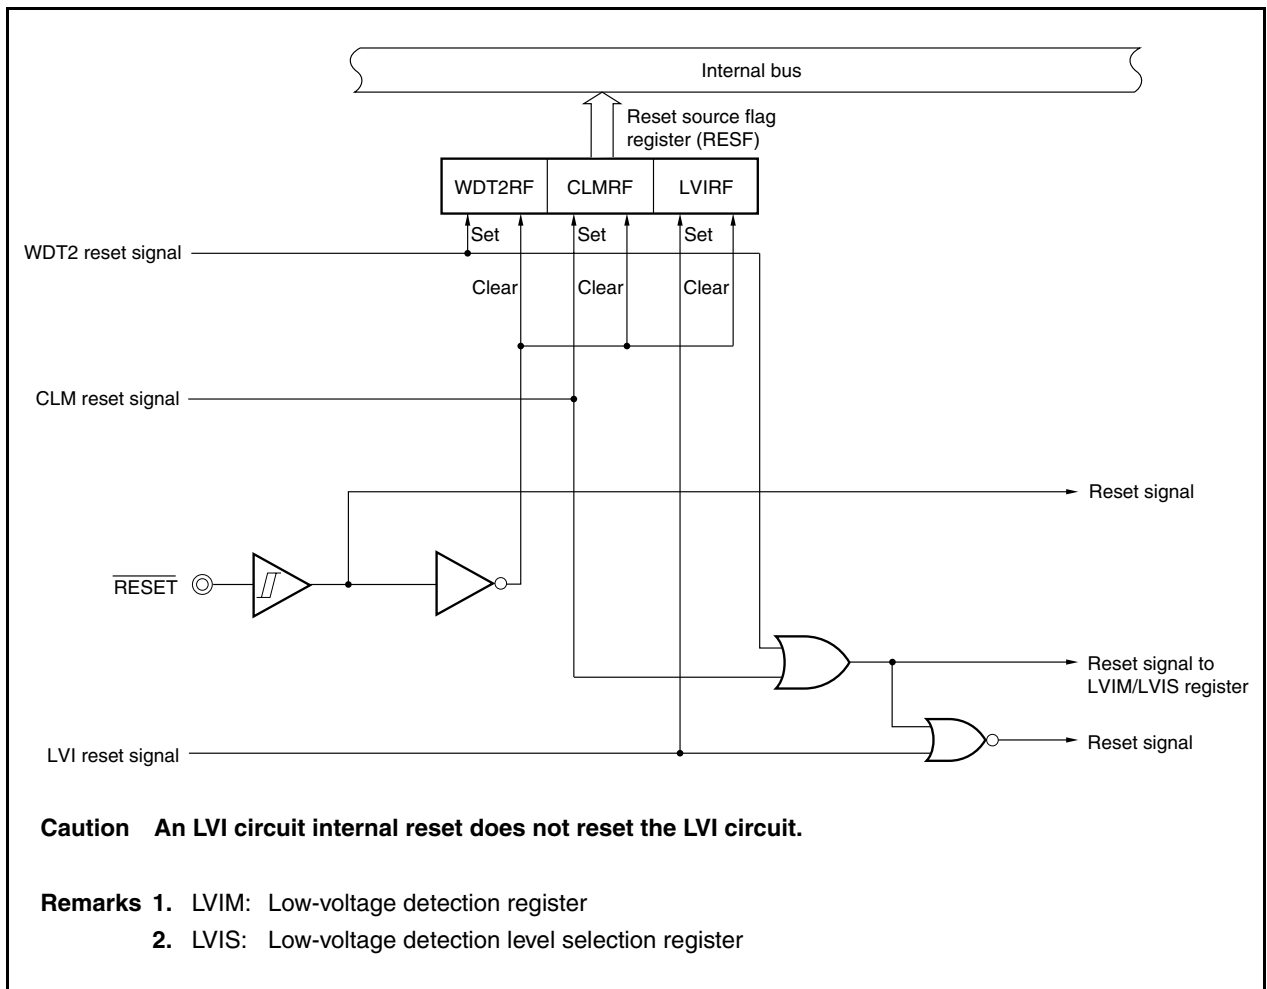 Internal bus
Reset source flag
register (RESF)
WDT2RF CLMRF LVIRF
Set Set Set
WDT2 reset signal
Clear Clear Clear
CLM reset signal
Reset signal
RESET
Reset signal to
LVIM/LVIS register
LVI reset signal
Reset signal
Caution An LVI circuit internal reset does not reset the LVI circuit.
Remarks 1. LVIM: Low-voltage detection register
2. LVIS: Low-voltage detection level selection register